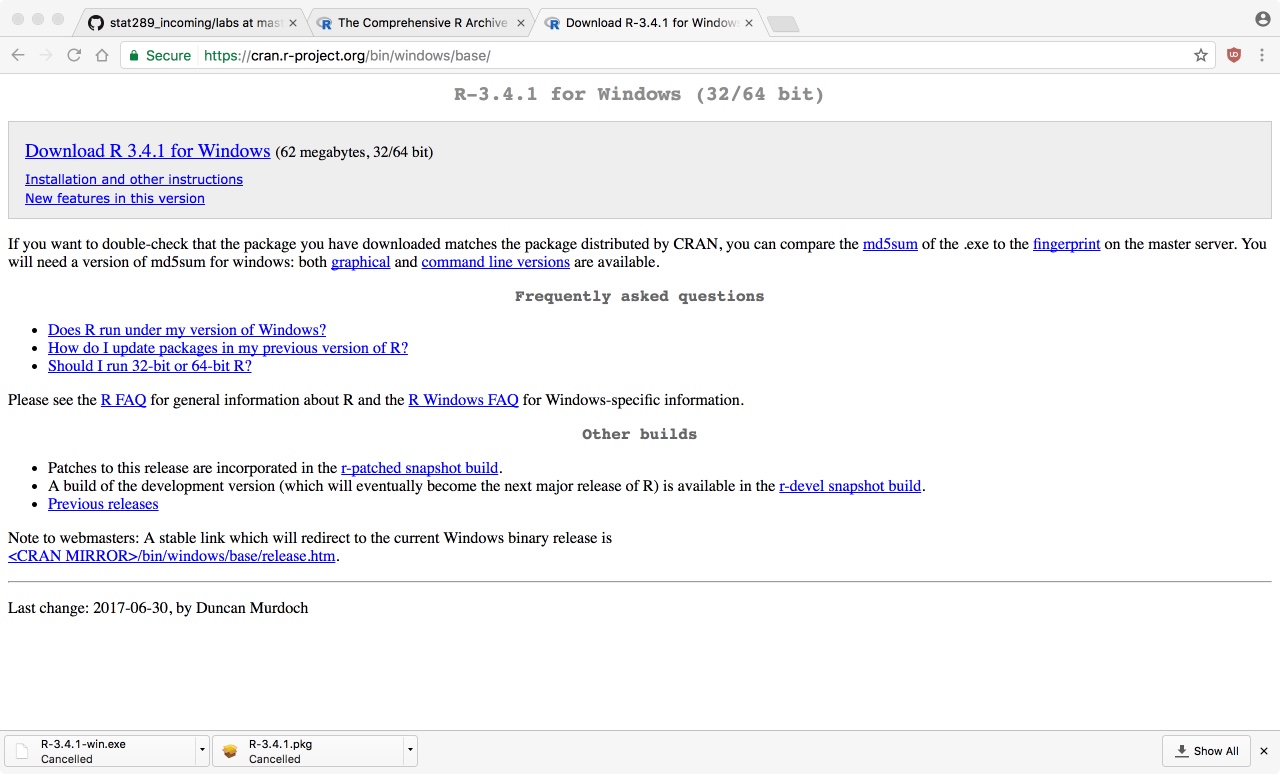 stat289_incoming/labs at mas
The Comprehensive R Archive
Download R-3.4.1 for Window
Secure https://cran.r-project.org/bin/windows/base/
R-3.4.1 for Windows (32/64 bit)
Download R 3.4.1 for Windows (62 megabytes, 32/64 bit)
Installation and other instructions
New features in this version
If you want to double-check that the package you have downloaded matches the package distributed by CRAN, you can compare the md5sum of the .exe to the fingerprint on the master server. You
will need a version of md5sum for windows: both graphical and command line versions are available.
Frequently asked questions
Does R run under my version of Windows?
How do I update packages in my previous version of R?
Should I run 32-bit or 64-bit R?
Please see the R FAQ for general information about R and the R Windows FAQ for Windows-specific information.
Other builds
Patches to this release are incorporated in the r-patched snapshot build.
A build of the development version (which will eventually become the next major release of R) is available in the r-devel snapshot build.
Previous releases
Note to webmasters: A stable link which will redirect to the current Windows binary release is
<CRAN MIRROR>/bin/windows/base/release.htm.
Last change: 2017-06-30, by Duncan Murdoch
R-3.4.1-win.exe
Cancelled
R-3.4.1.pkg
Cancelled
Show All